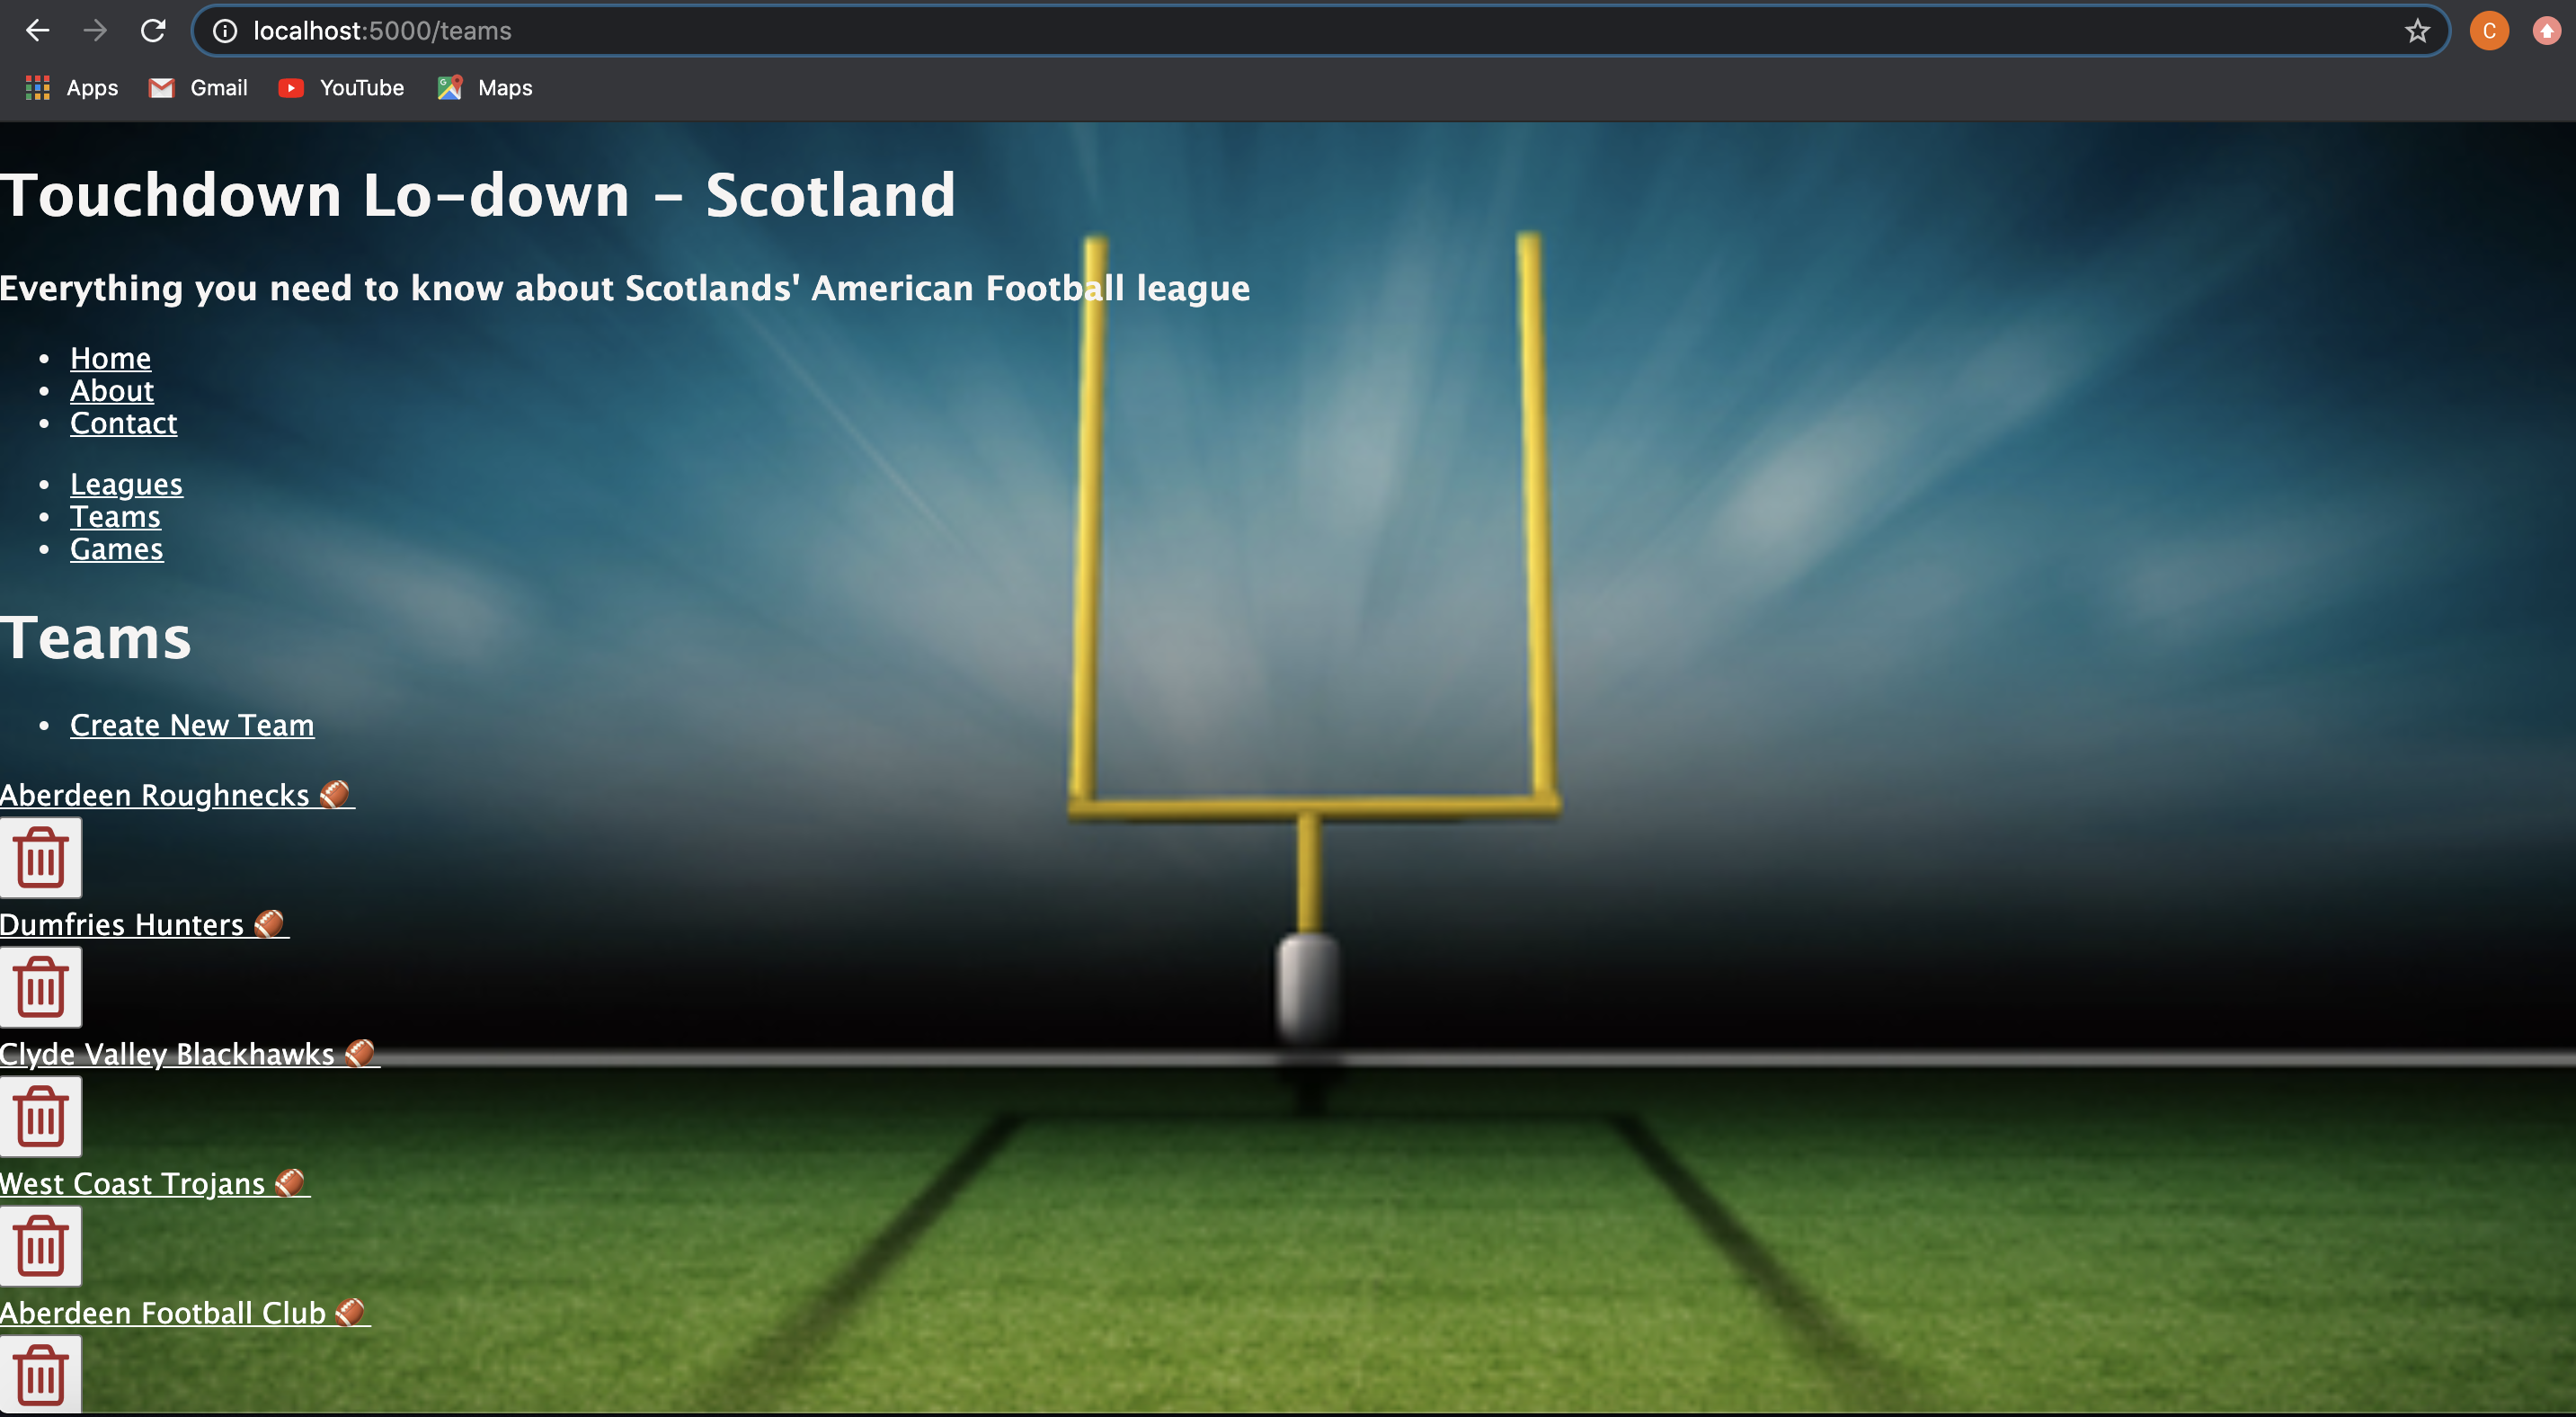 localhost:5000/teams
C
Apps Gmail YouTube Maps
Touchdown Lo-down - Scotland
Everything you need to know about Scotlands' American Football league
• Home
• About
• Contact
• Leagues
• Teams
• Games
Teams
• Create New Team
Aberdeen Roughnecks 🏈
Dumfries Hunters 🏈
Clyde Valley Blackhawks 🏈
West Coast Trojans 🏈
Aberdeen Football Club 🏈